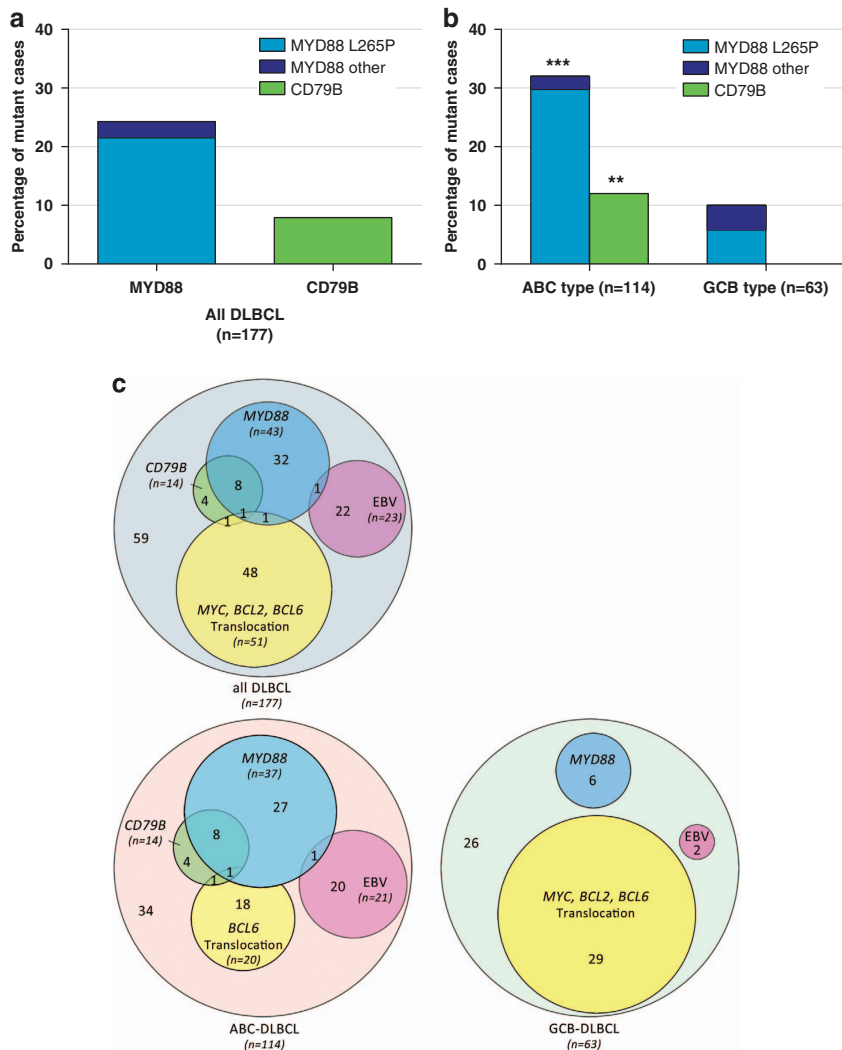 a
40
30
20
10
0
Percentage of mutant cases
MYD88 L265P
MYD88 other
CD79B
MYD88
CD79B
All DLBCL
(n=177)
b
40
30
20
10
0
Percentage of mutant cases
MYD88 L265P
MYD88 other
CD79B
***
**
ABC type (n=114)
GCB type (n=63)
c
MYD88
(n=43)
32
CD79B
(n=14)
8
4
1
1
1
1
EBV
22
(n=23)
59
48
MYC, BCL2, BCL6
Translocation
(n=51)
all DLBCL
(n=177)
MYD88
(n=37)
27
CD79B
(n=14)
8
4
1
1
1
20
EBV
(n=21)
34
18
BCL6
Translocation
(n=20)
ABC-DLBCL
(n=114)
MYD88
6
EBV
2
26
MYC, BCL2, BCL6
Translocation
29
GCB-DLBCL
(n=63)